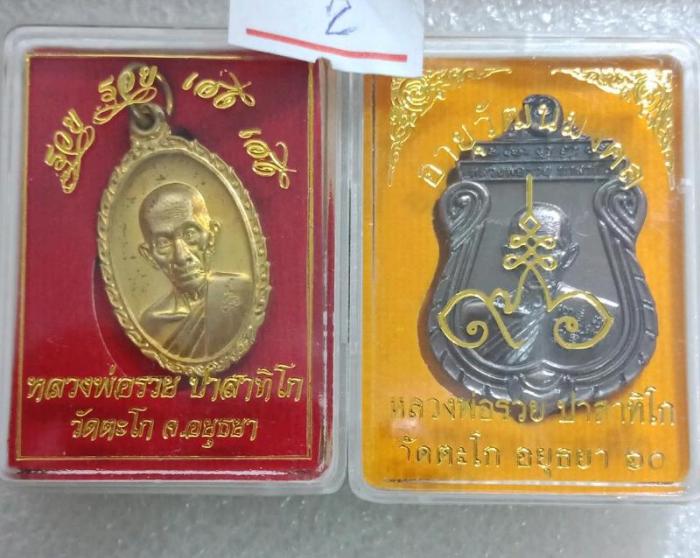 2
รวย รวย เฮง เฮง
หลวงพ่อรวย ปาสาทิโก
วัดตะโก จ.อยุธยา
อายุวัฒนมงคล
หลวงพ่อรวย ปาสาทิโก
วัดตะโก อยุธยา ๖๐